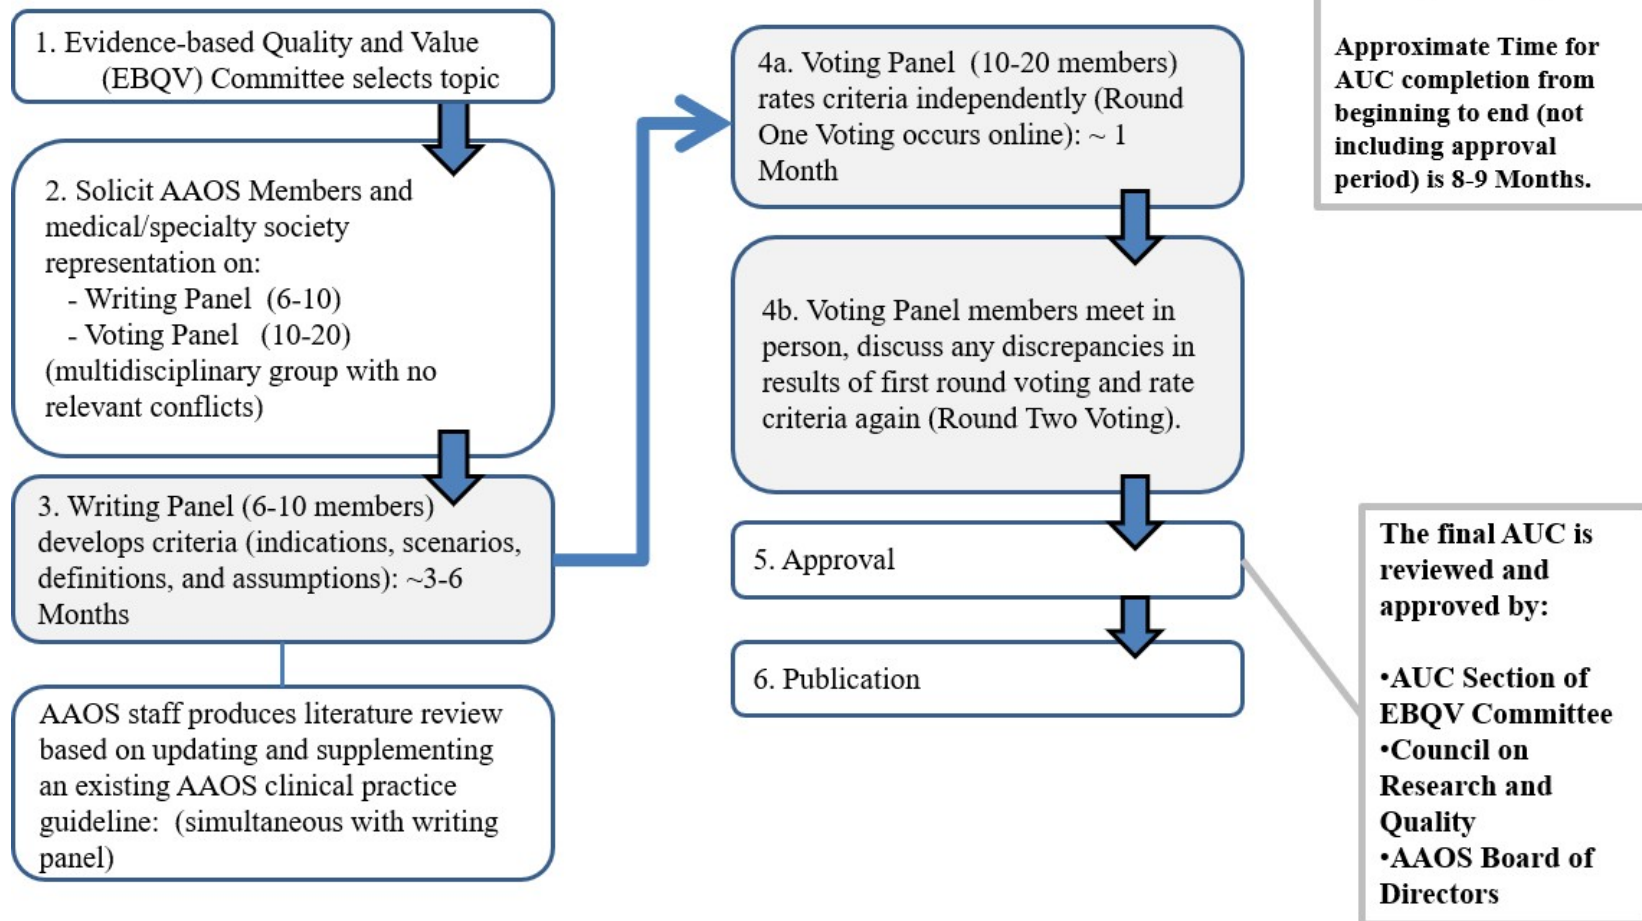 1. Evidence-based Quality and Value
(EBQV) Committee selects topic
2. Solicit AAOS Members and
medical/specialty society
representation on:
- Writing Panel (6-10)
- Voting Panel (10-20)
(multidisciplinary group with no
relevant conflicts)
3. Writing Panel (6-10 members)
develops criteria (indications, scenarios,
definitions, and assumptions): ~3-6
Months
AAOS staff produces literature review
based on updating and supplementing
an existing AAOS clinical practice
guideline: (simultaneous with writing
panel)
4a. Voting Panel (10-20 members)
rates criteria independently (Round
One Voting occurs online): ~ 1
Month
4b. Voting Panel members meet in
person, discuss any discrepancies in
results of first round voting and rate
criteria again (Round Two Voting).
5. Approval
6. Publication
Approximate Time for
AUC completion from
beginning to end (not
including approval
period) is 8-9 Months.
The final AUC is
reviewed and
approved by:
•AUC Section of
EBQV Committee
•Council on
Research and
Quality
•AAOS Board of
Directors